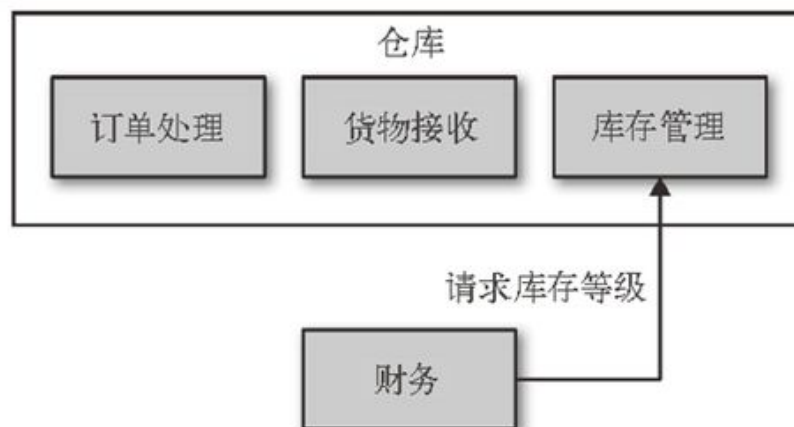 仓库
订单处理
货物接收
库存管理
请求库存等级
财务